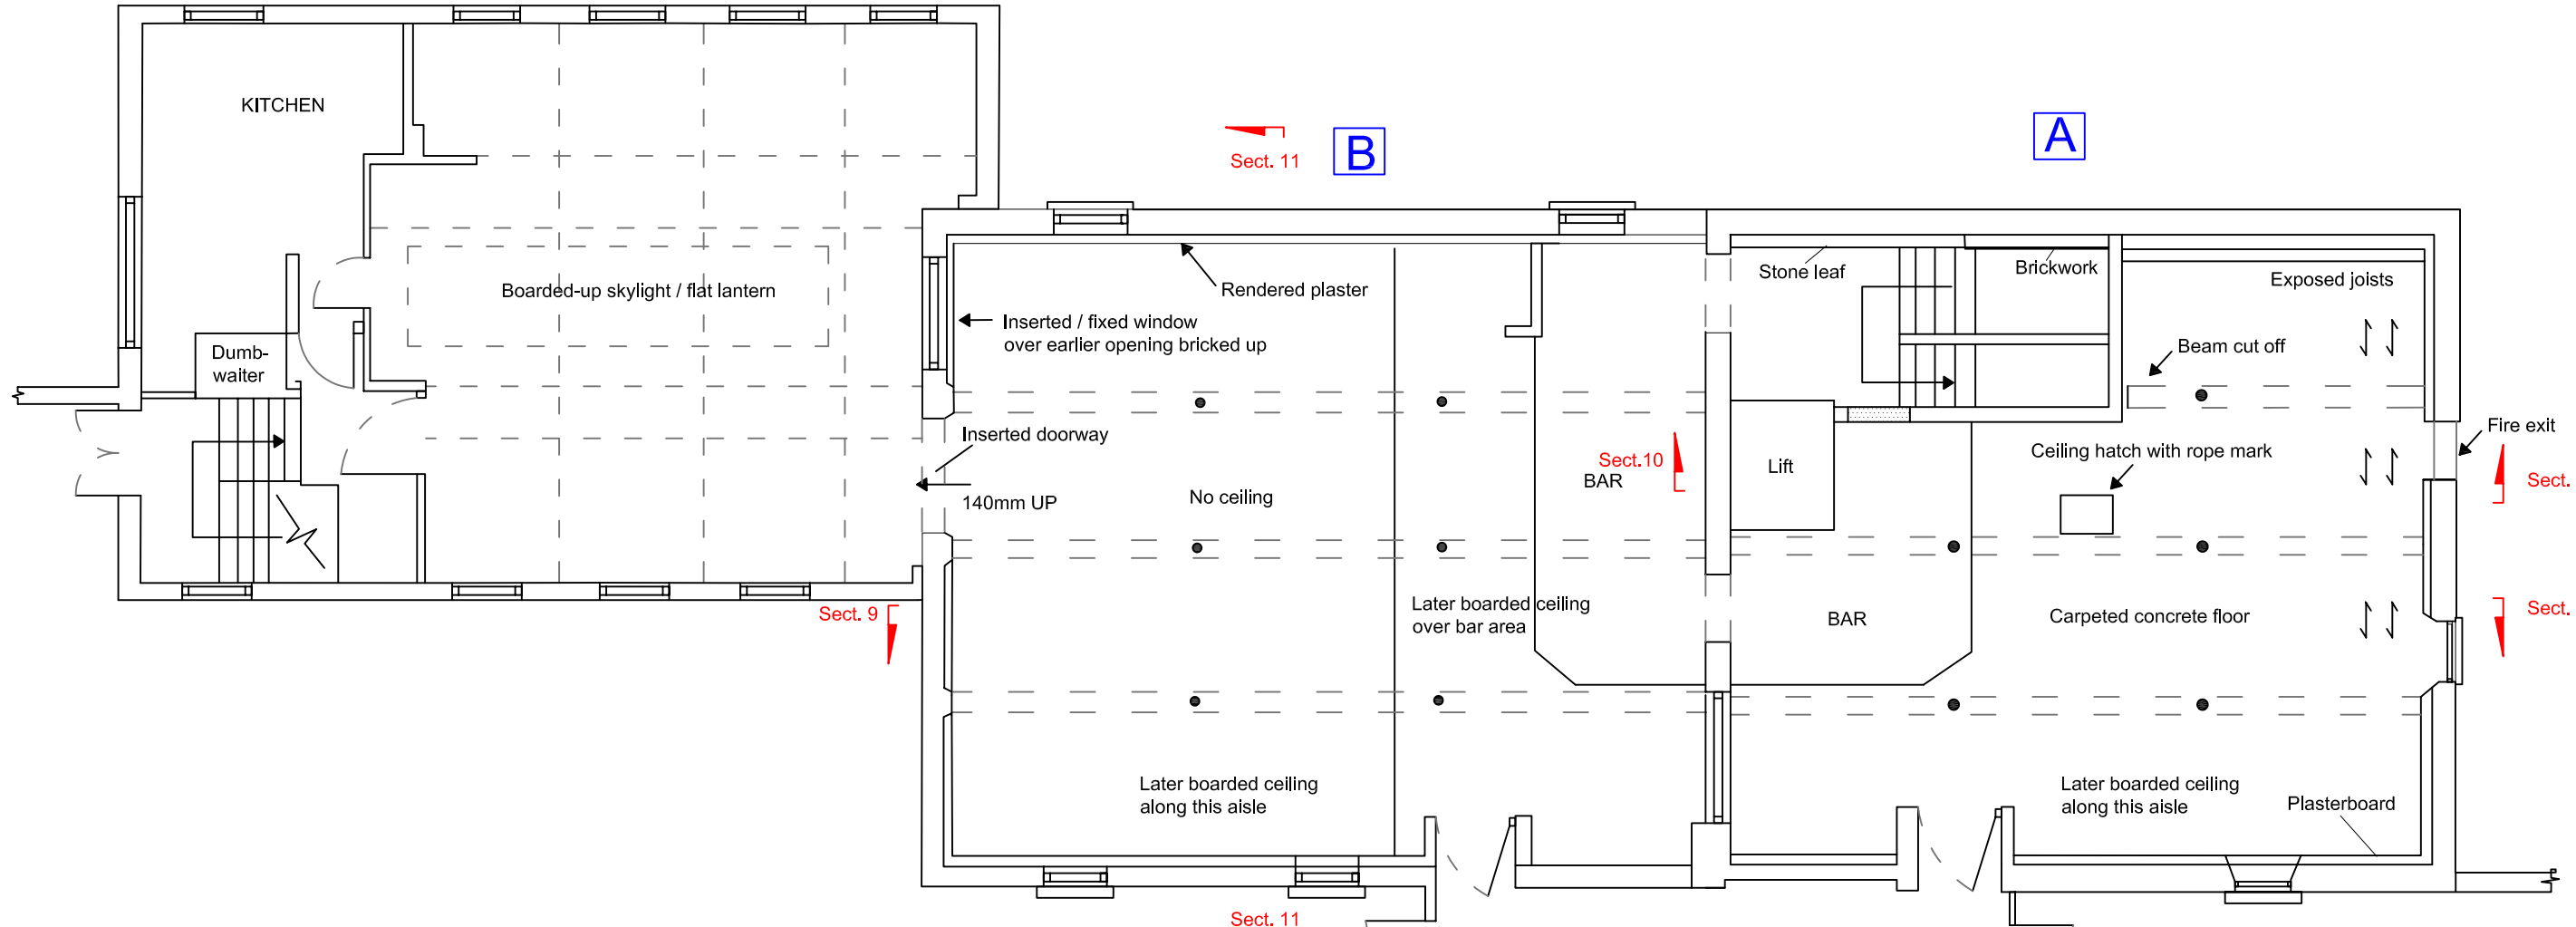 KITCHEN
Sect. 11
B
A
Stone leaf
Brickwork
Exposed joists
Boarded-up skylight / flat lantern
Rendered plaster
Inserted / fixed window
over earlier opening bricked up
Dumb-
waiter
Beam cut off
Inserted doorway
Fire exit
Ceiling hatch with rope mark
Sect.10
BAR
Lift
Sect.
140mm UP
No ceiling
Sect. 9
Later boarded ceiling
over bar area
BAR
Carpeted concrete floor
Sect.
Later boarded ceiling
along this aisle
Later boarded ceiling
along this aisle
Plasterboard
Sect. 11